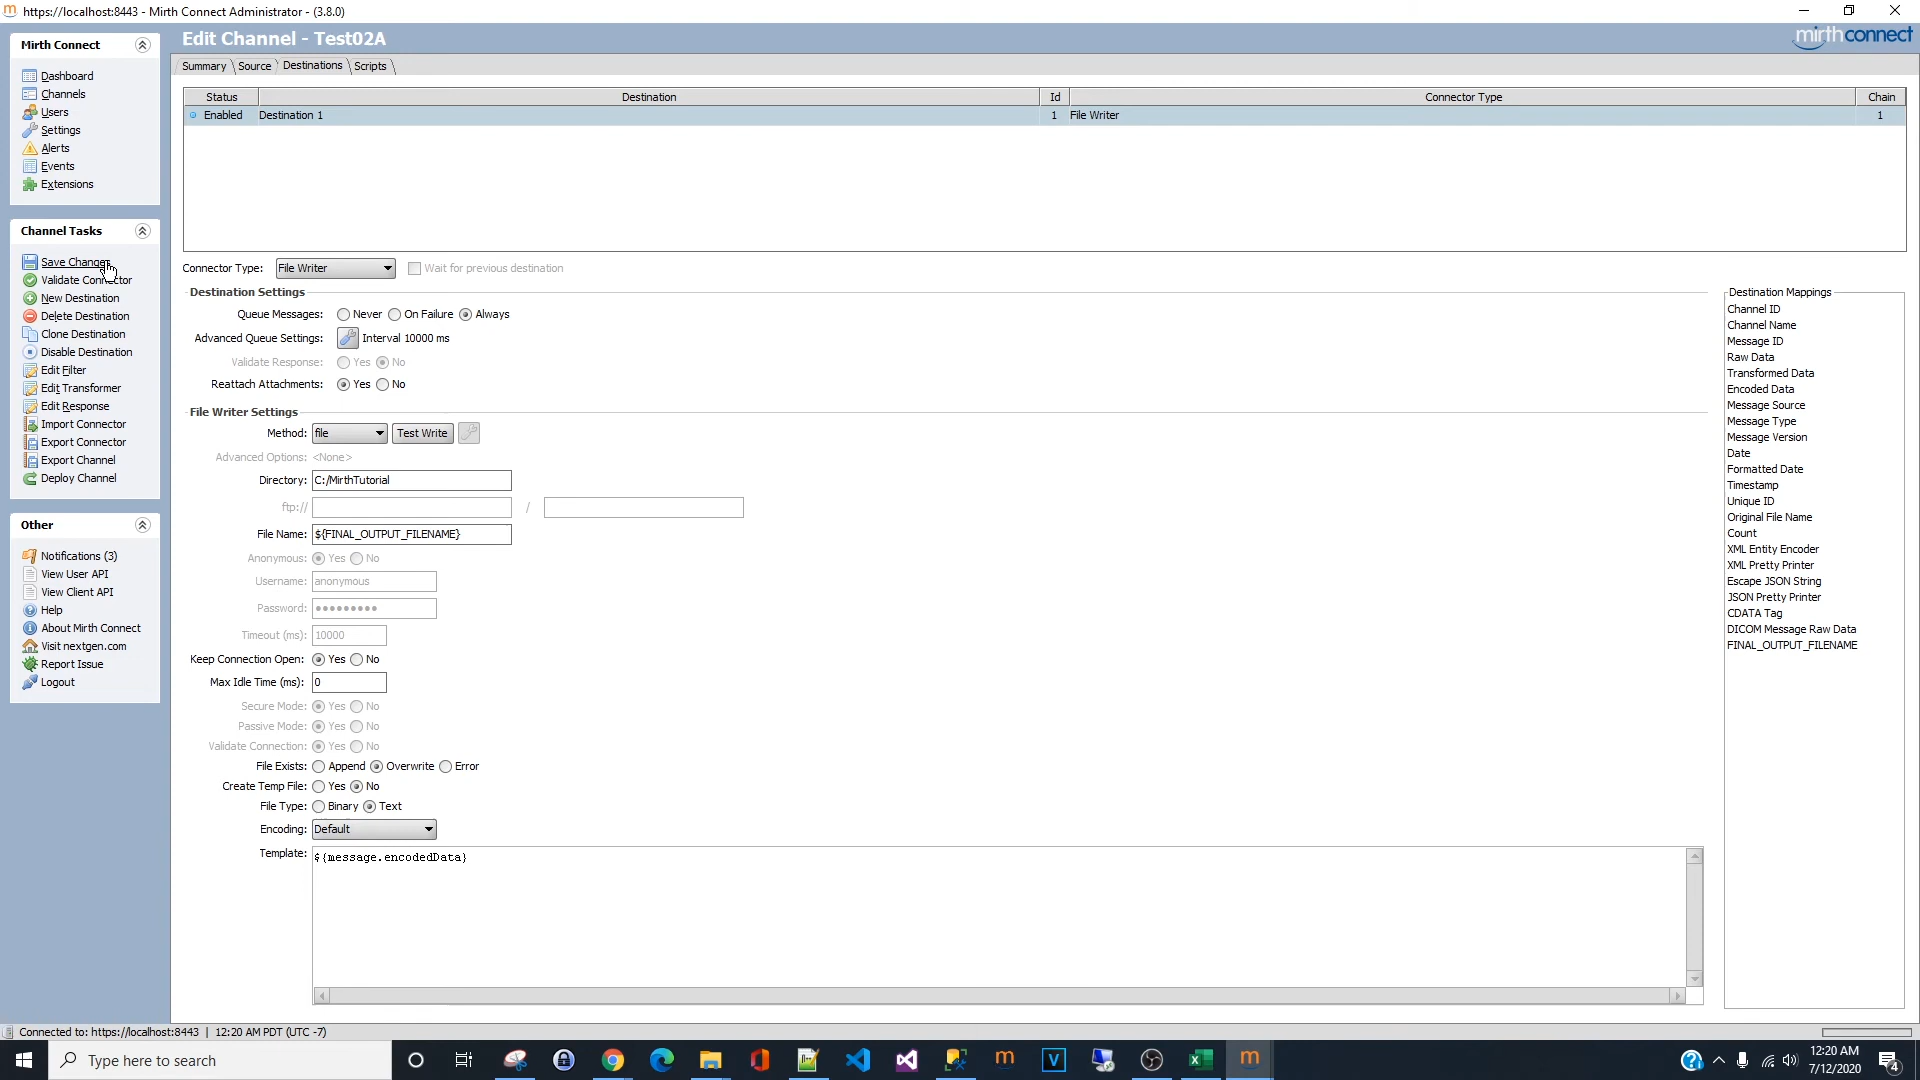 https://localhost:8443 - Mirth Connect Administrator - (3.8.0)
Mirth Connect
Dashboard
Channels
Users
Settings
Alerts
Events
Extensions
Channel Tasks
Save Changes
Validate Connector
New Destination
Delete Destination
Clone Destination
Disable Destination
Edit Filter
Edit Transformer
Edit Response
Import Connector
Export Connector
Export Channel
Deploy Channel
Other
Notifications (3)
View User API
View Client API
Help
About Mirth Connect
Visit nextgen.com
Report Issue
Logout
Edit Channel - Test02A
mirthconnect
Summary Source Destinations Scripts
Status Destination Id Connector Type Chain
Enabled Destination 1 1 File Writer 1
Connector Type: File Writer Wait for previous destination
Destination Settings
Queue Messages: Never On Failure Always
Advanced Queue Settings: Interval 10000 ms
Validate Response: Yes No
Reattach Attachments: Yes No
File Writer Settings
Method: file Test Write
Advanced Options: <None>
Directory: C:/MirthTutorial
ftp:// /
File Name: ${FINAL_OUTPUT_FILENAME}
Anonymous: Yes No
Username: anonymous
Password: •••••••••
Timeout (ms): 10000
Keep Connection Open: Yes No
Max Idle Time (ms): 0
Secure Mode: Yes No
Passive Mode: Yes No
Validate Connection: Yes No
File Exists: Append Overwrite Error
Create Temp File: Yes No
File Type: Binary Text
Encoding: Default
Template: ${message.encodedData}
Destination Mappings
Channel ID
Channel Name
Message ID
Raw Data
Transformed Data
Encoded Data
Message Source
Message Type
Message Version
Date
Formatted Date
Timestamp
Unique ID
Original File Name
Count
XML Entity Encoder
XML Pretty Printer
Escape JSON String
JSON Pretty Printer
CDATA Tag
DICOM Message Raw Data
FINAL_OUTPUT_FILENAME
Connected to: https://localhost:8443 | 12:20 AM PDT (UTC -7)
Type here to search
12:20 AM
7/12/2020
4